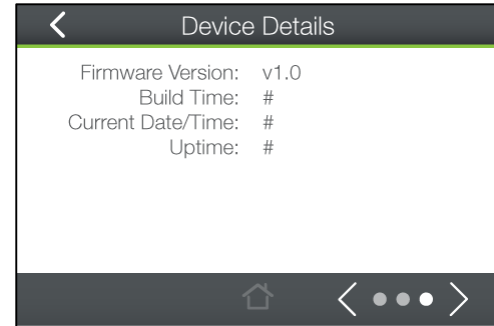 Device Details
Firmware Version: v1.0
Build Time: #
Current Date/Time: #
Uptime: #